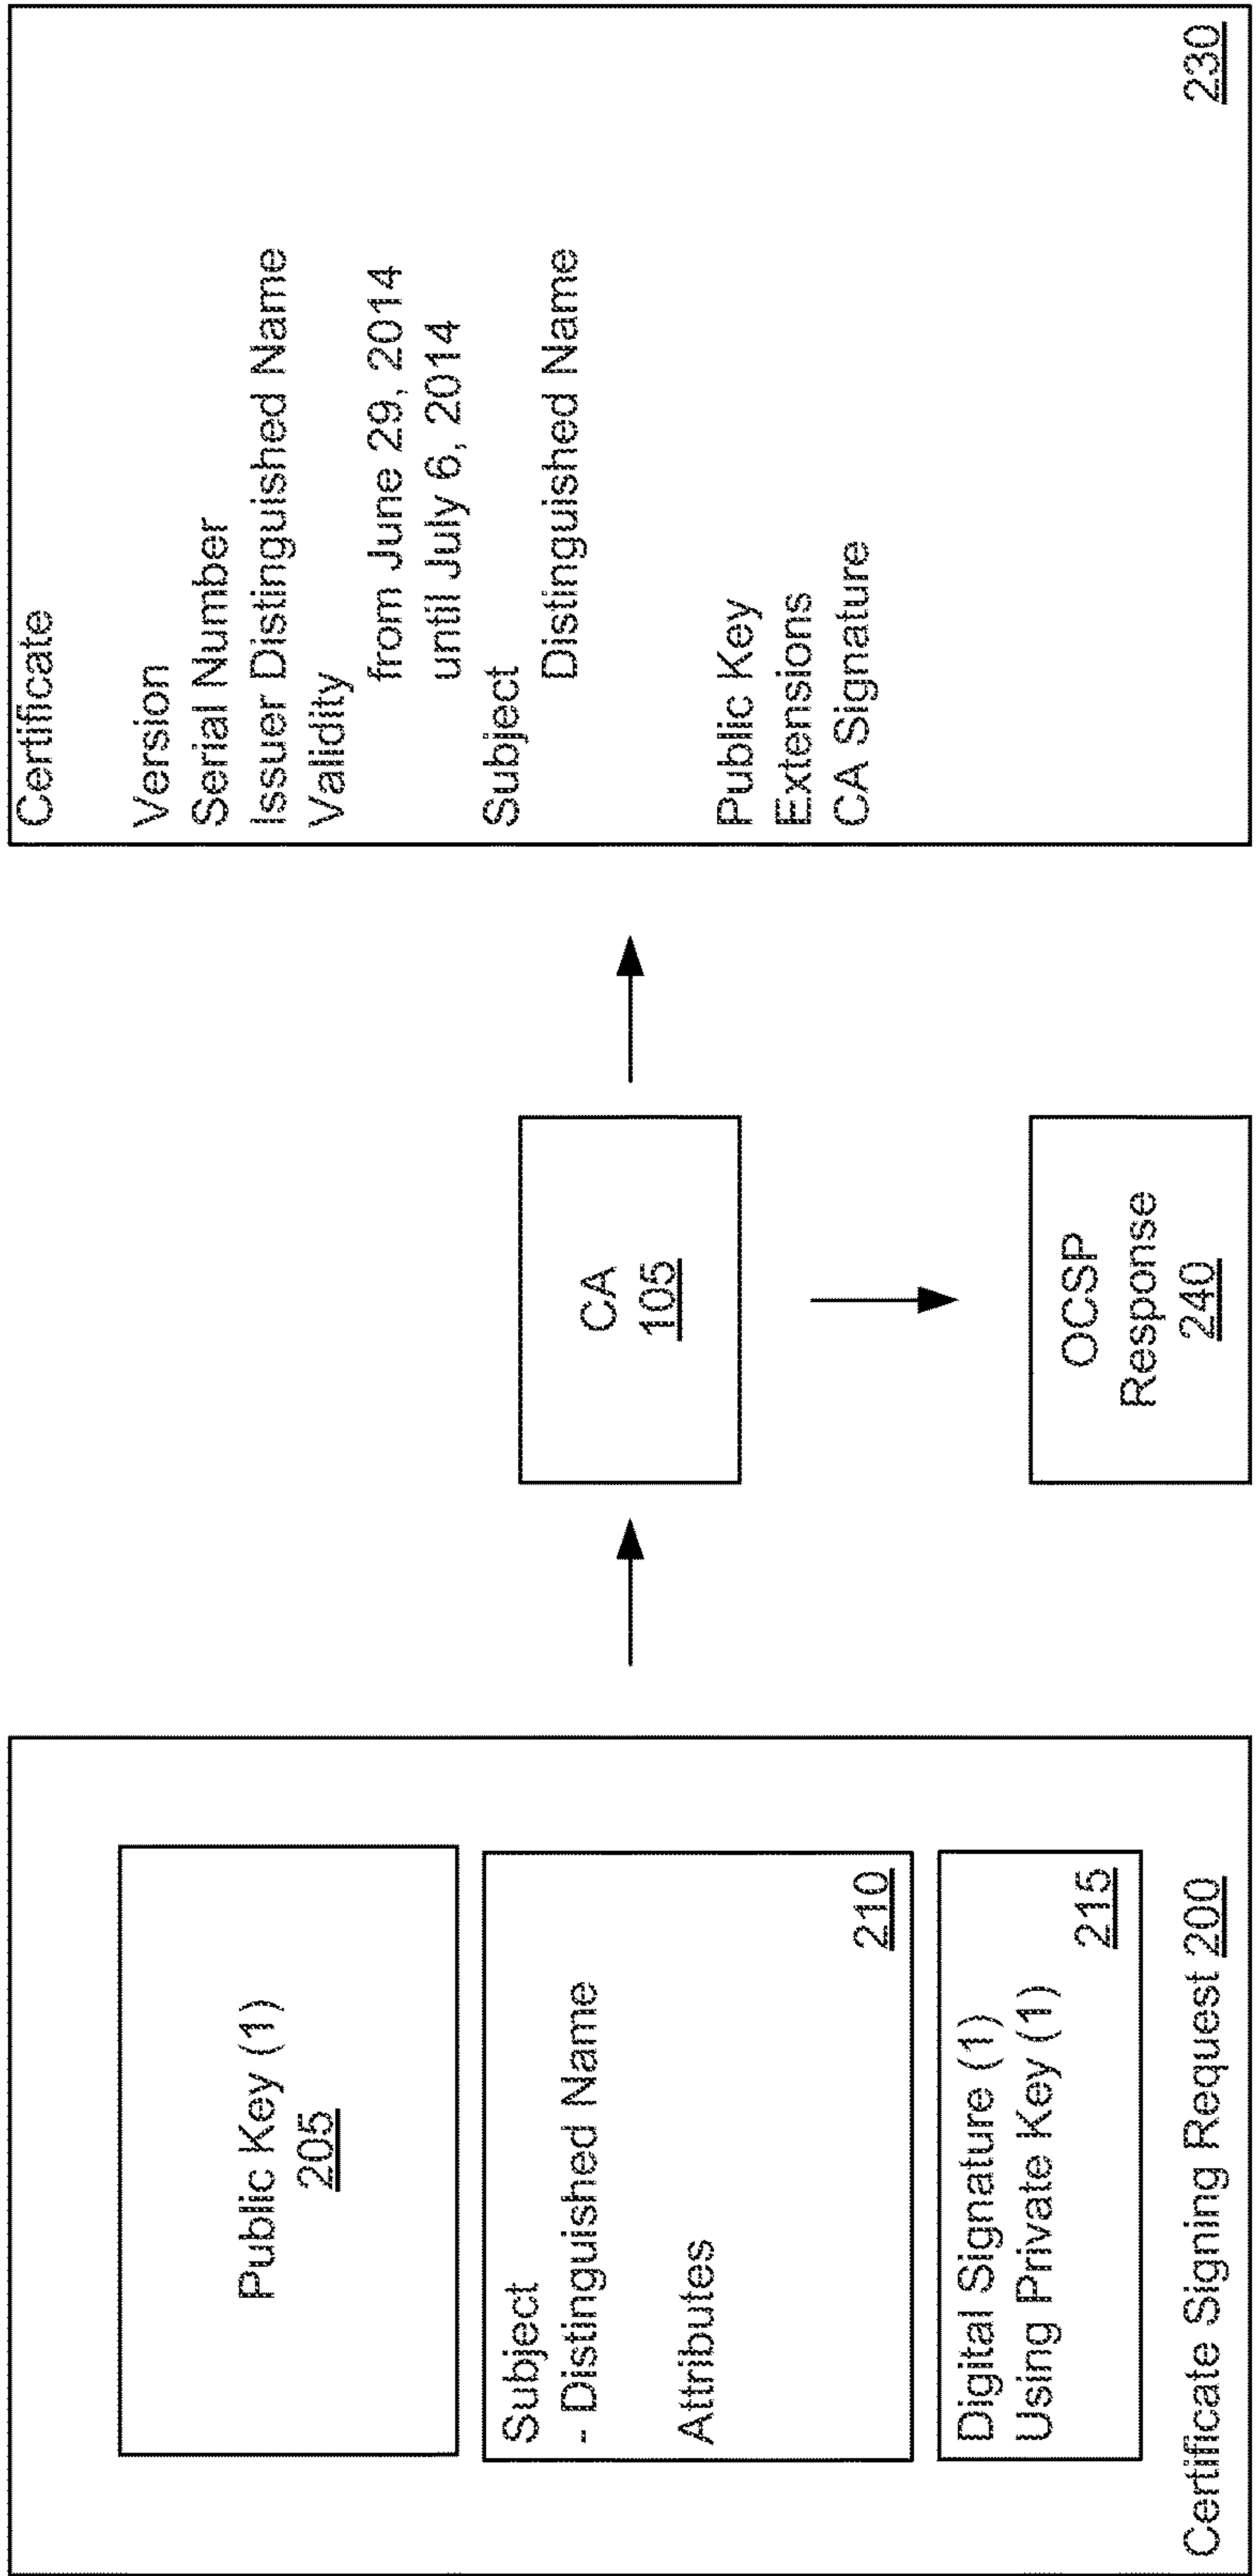 Public Key (1)
205
Subject
- Distinguished Name
Attributes
210
Digital Signature (1)
Using Private Key (1)
215
Certificate Signing Request 200
CA
105
OCSP
Response
240
Certificate
Version
Serial Number
Issuer Distinguished Name
Validity
from June 29, 2014
until July 6, 2014
Subject
Distinguished Name
Public Key
Extensions
CA Signature
230